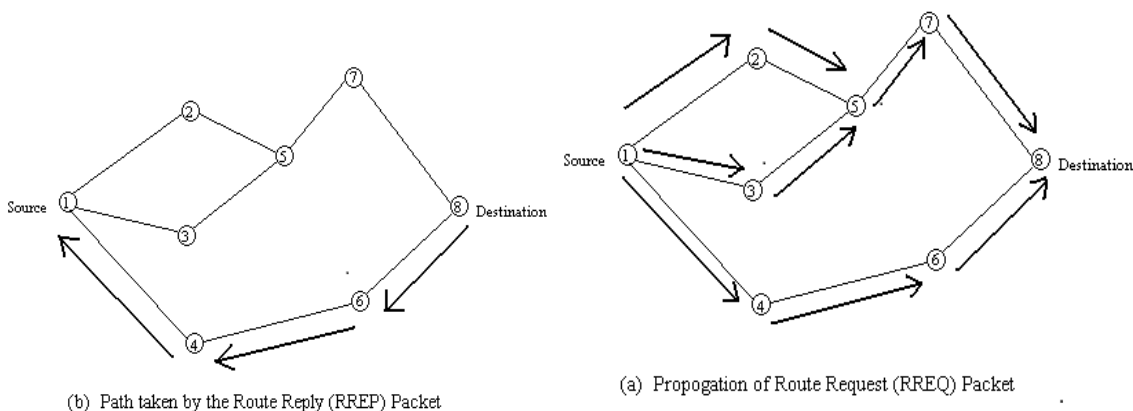 2
7
5
1
Source
3
8
Destination
6
4
(b) Path taken by the Route Reply (RREP) Packet
7
2
5
Source
1
3
8
Destination
6
4
(a) Propogation of Route Request (RREQ) Packet